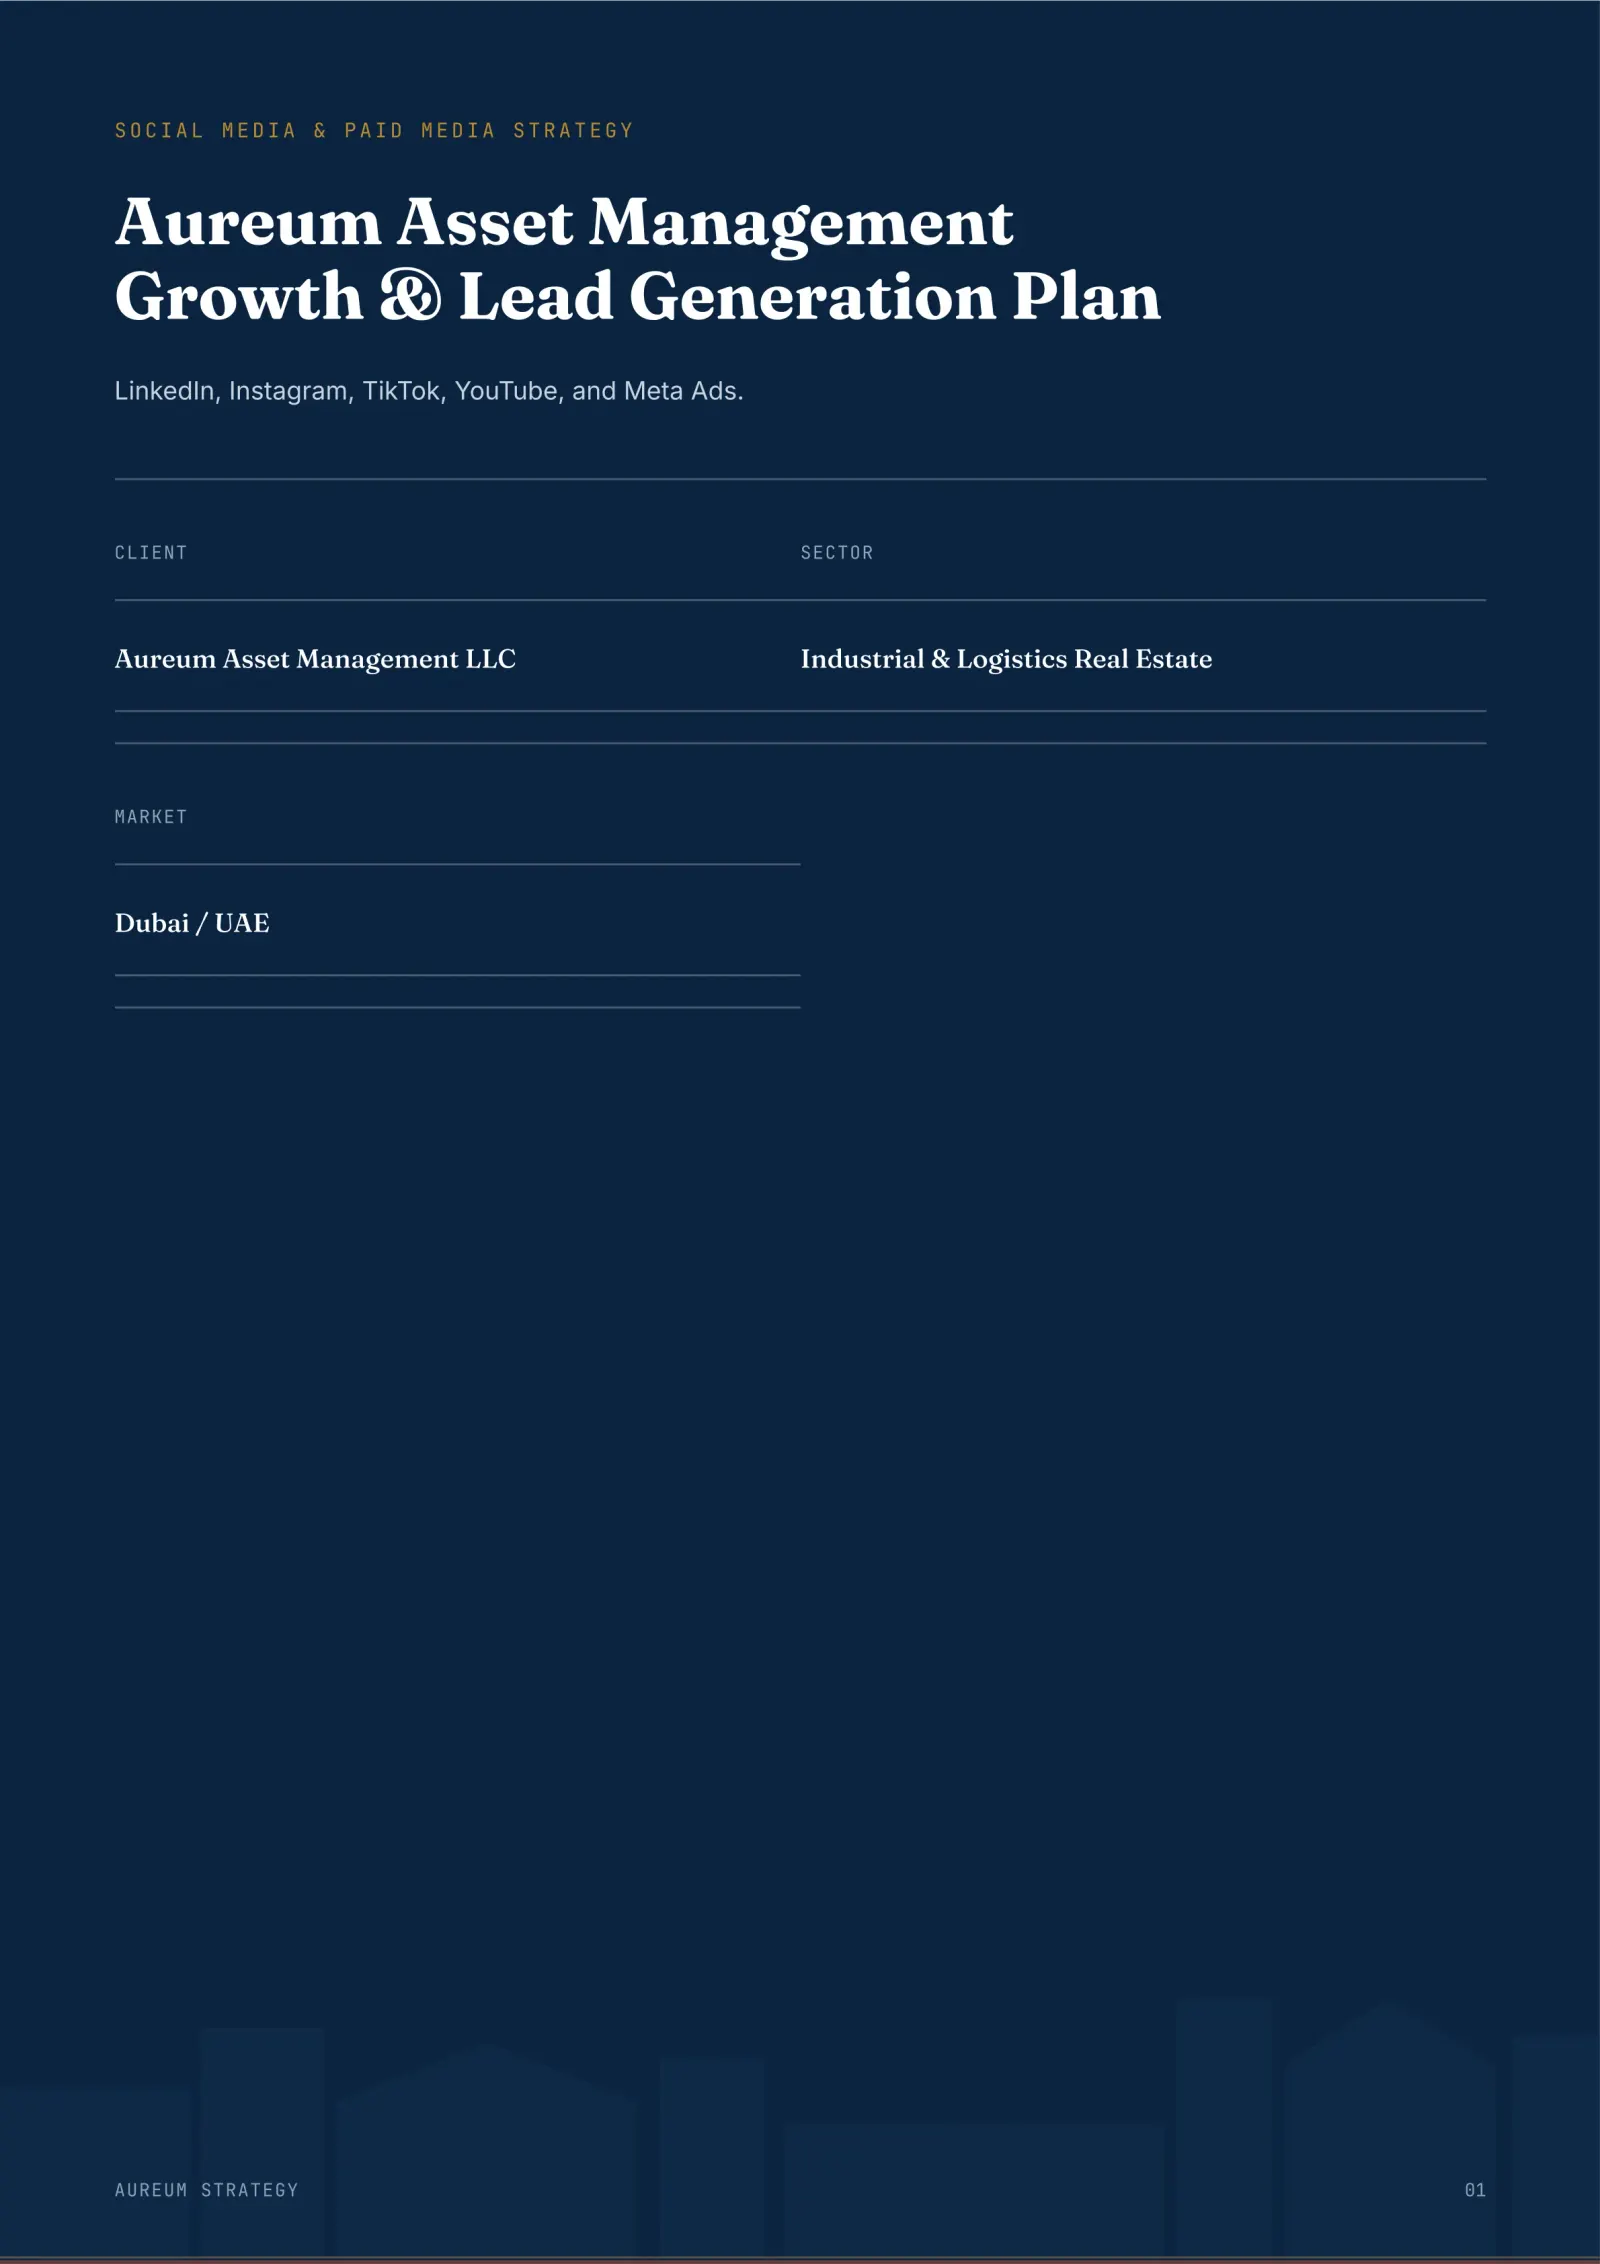 SOCIAL MEDIA & PAID MEDIA STRATEGY
Aureum Asset Management
Growth & Lead Generation Plan
LinkedIn, Instagram, TikTok, YouTube, and Meta Ads.
CLIENT
SECTOR
Aureum Asset Management LLC
Industrial & Logistics Real Estate
MARKET
Dubai / UAE
AUREUM STRATEGY
01